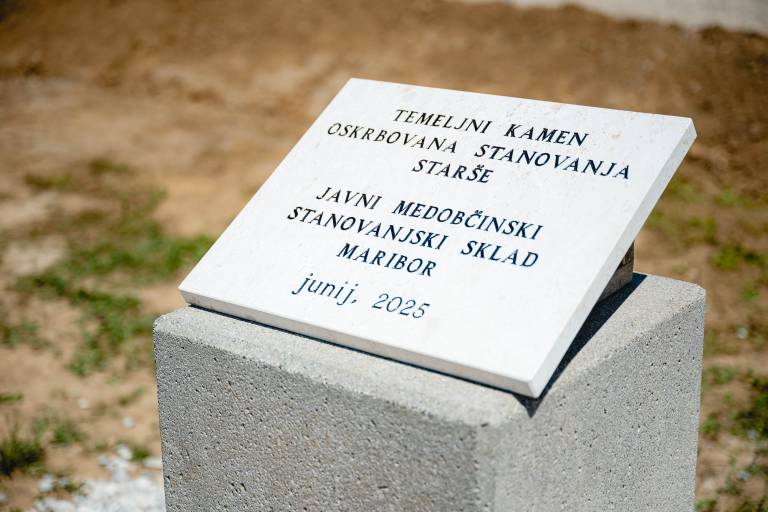 TEMELJNI KAMEN
OSKRBOVANA STANOVANJA
STARŠE
JAVNI MEDOBČINSKI
STANOVANJSKI SKLAD
MARIBOR
junij, 2025